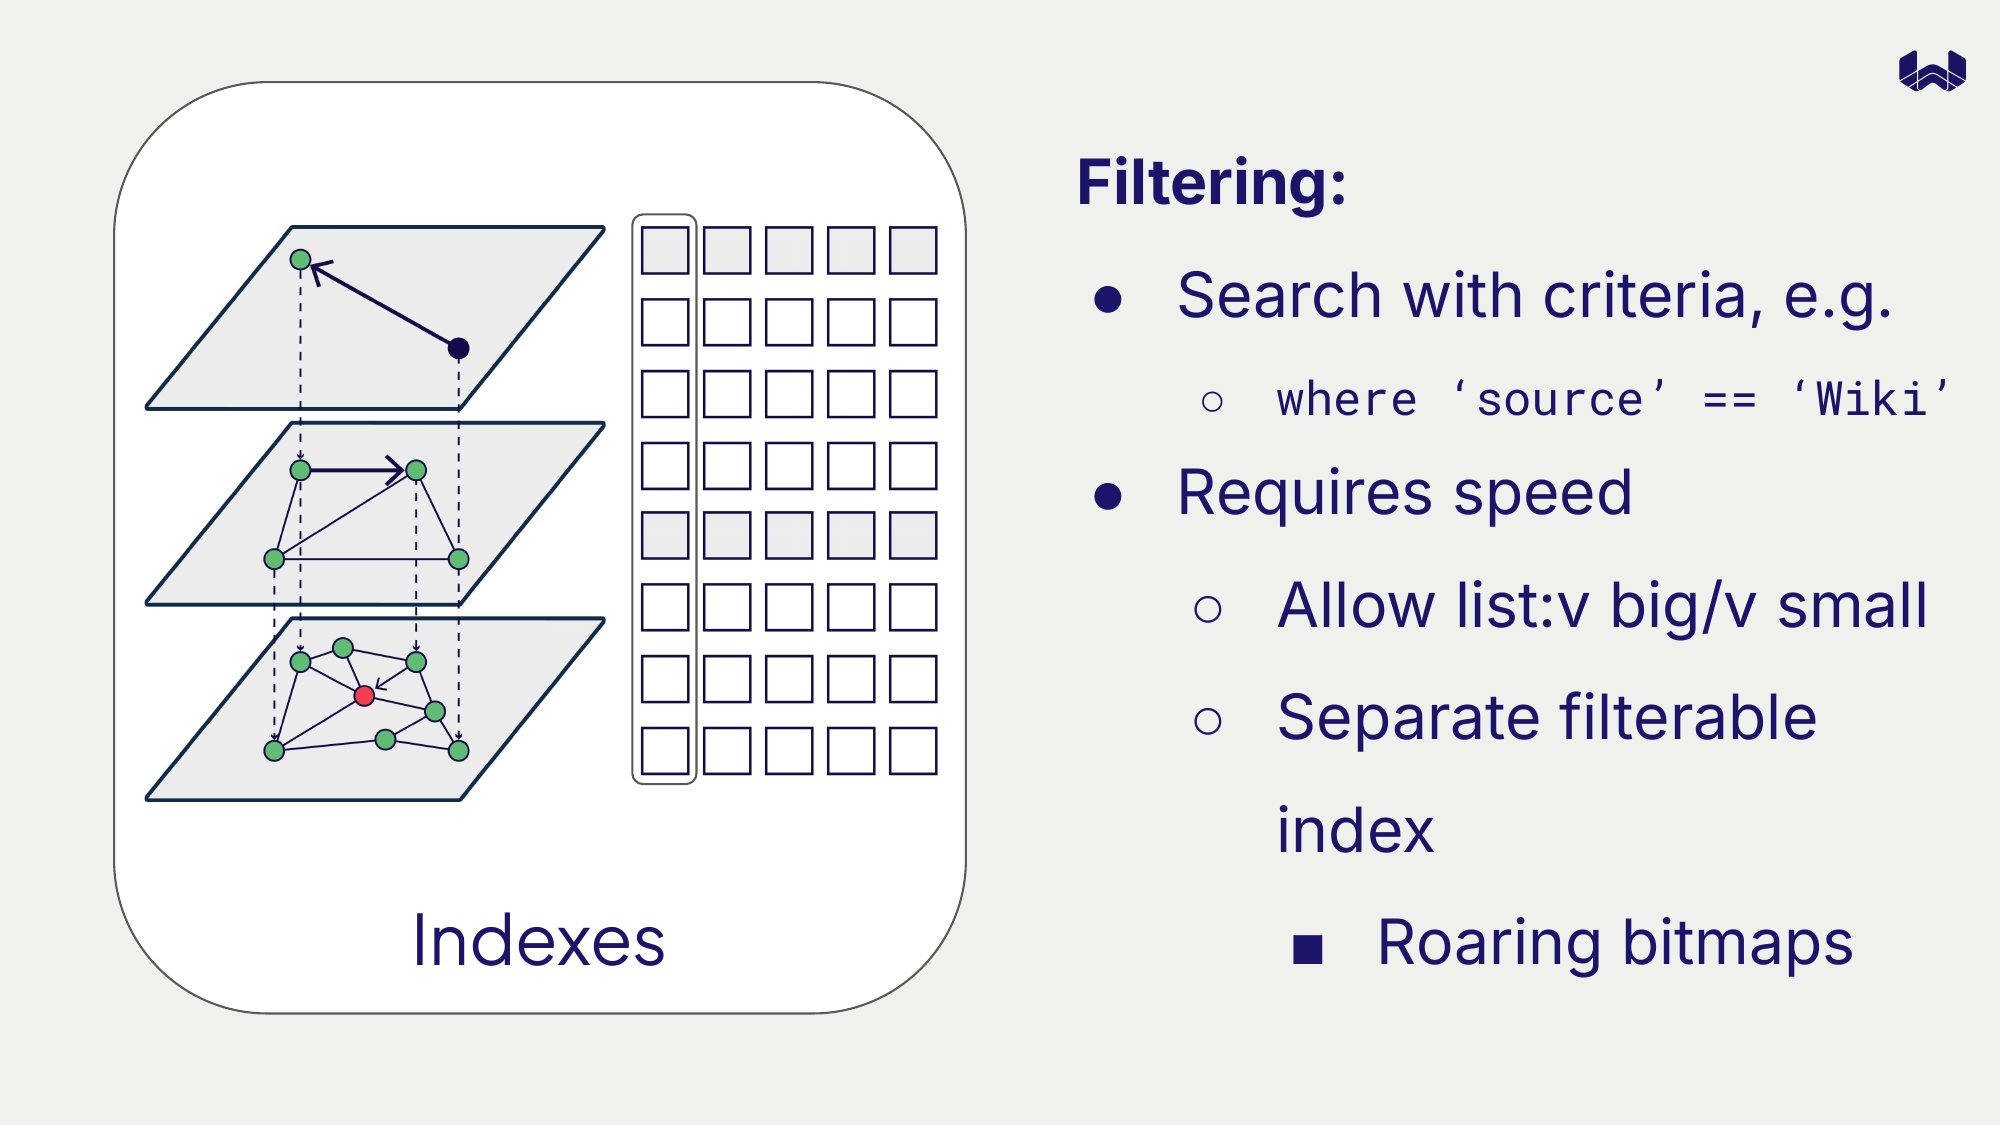 Filtering:
● Search with criteria, e.g.
○ where ‘source’ == ‘Wiki’
● Requires speed
○ Allow list:v big/v small
○ Separate filterable
index
■ Roaring bitmaps
Indexes